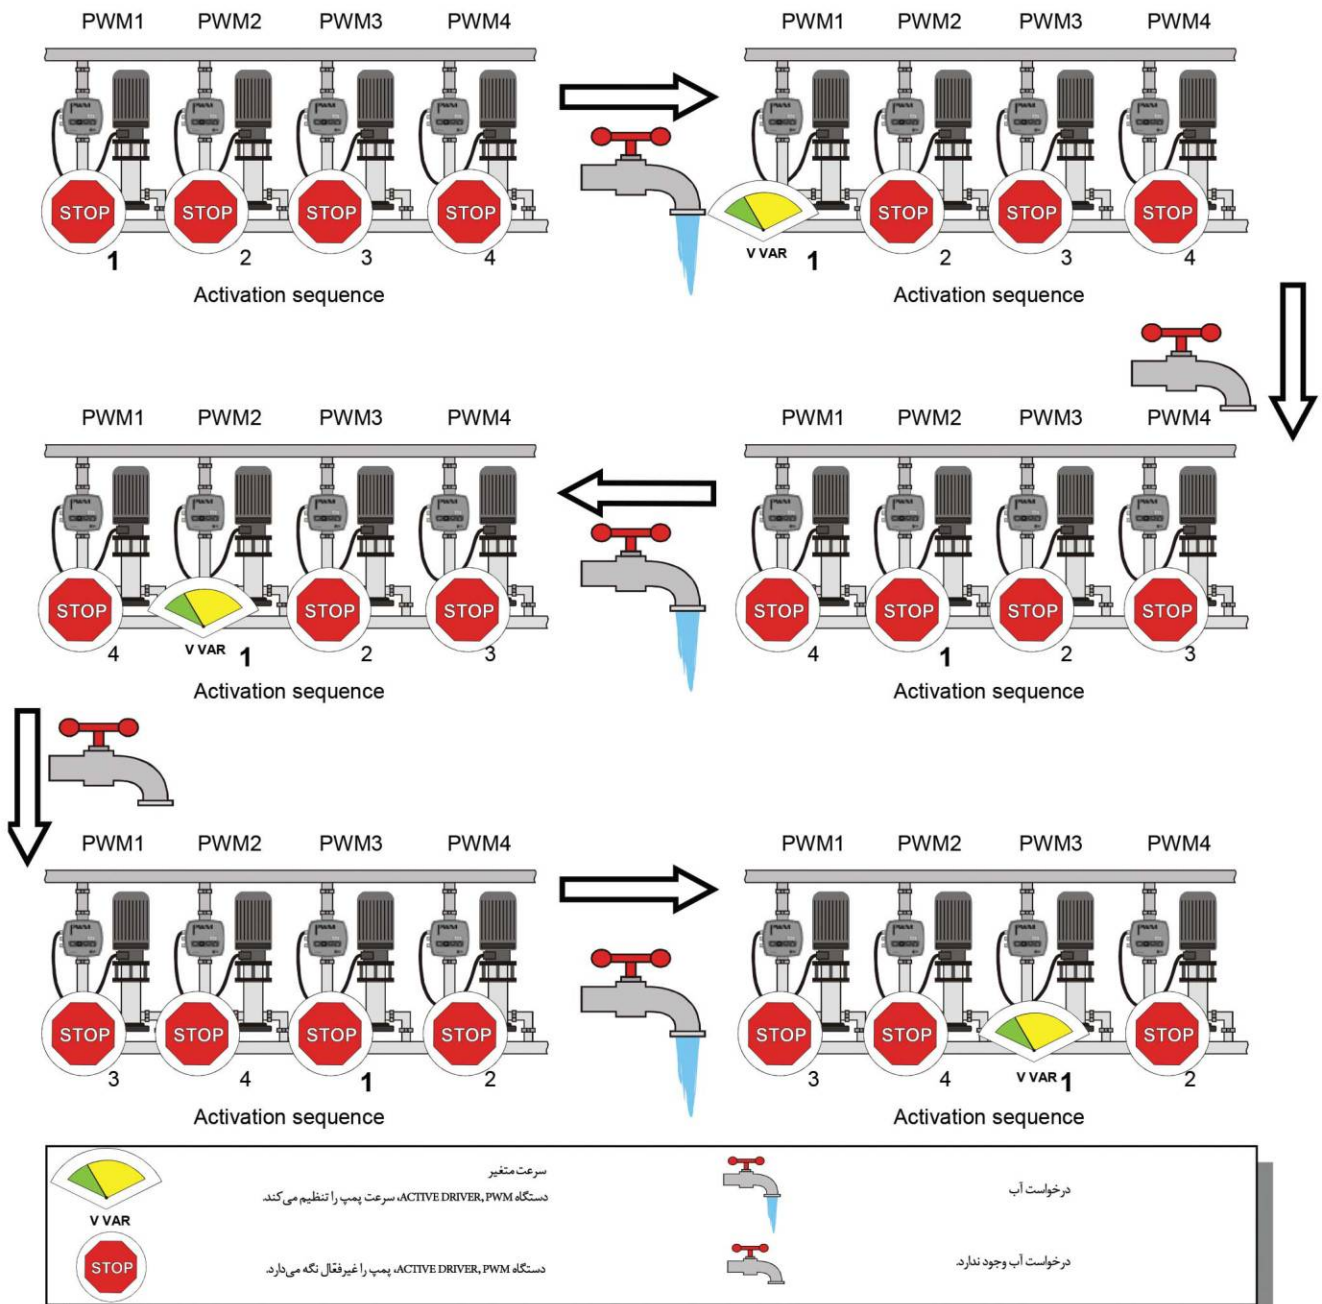 PWM1 PWM2 PWM3 PWM4
STOP STOP STOP STOP
1 2 3 4
Activation sequence
PWM1 PWM2 PWM3 PWM4
STOP STOP STOP
V VAR 1 2 3 4
Activation sequence
PWM1 PWM2 PWM3 PWM4
STOP STOP STOP STOP
4 1 2 3
Activation sequence
PWM1 PWM2 PWM3 PWM4
STOP STOP STOP
4 V VAR 1 2 3
Activation sequence
PWM1 PWM2 PWM3 PWM4
STOP STOP STOP STOP
3 4 1 2
Activation sequence
PWM1 PWM2 PWM3 PWM4
STOP STOP STOP
3 4 V VAR 1 2
Activation sequence
سرعت متغیر
دستگاه ACTIVE DRIVER, PWM، سرعت پمپ را تنظیم می‌کند.
V VAR
درخواست آب
STOP
دستگاه ACTIVE DRIVER, PWM، پمپ را غیرفعّال نگه می‌دارد.
درخواست آب وجود ندارد.